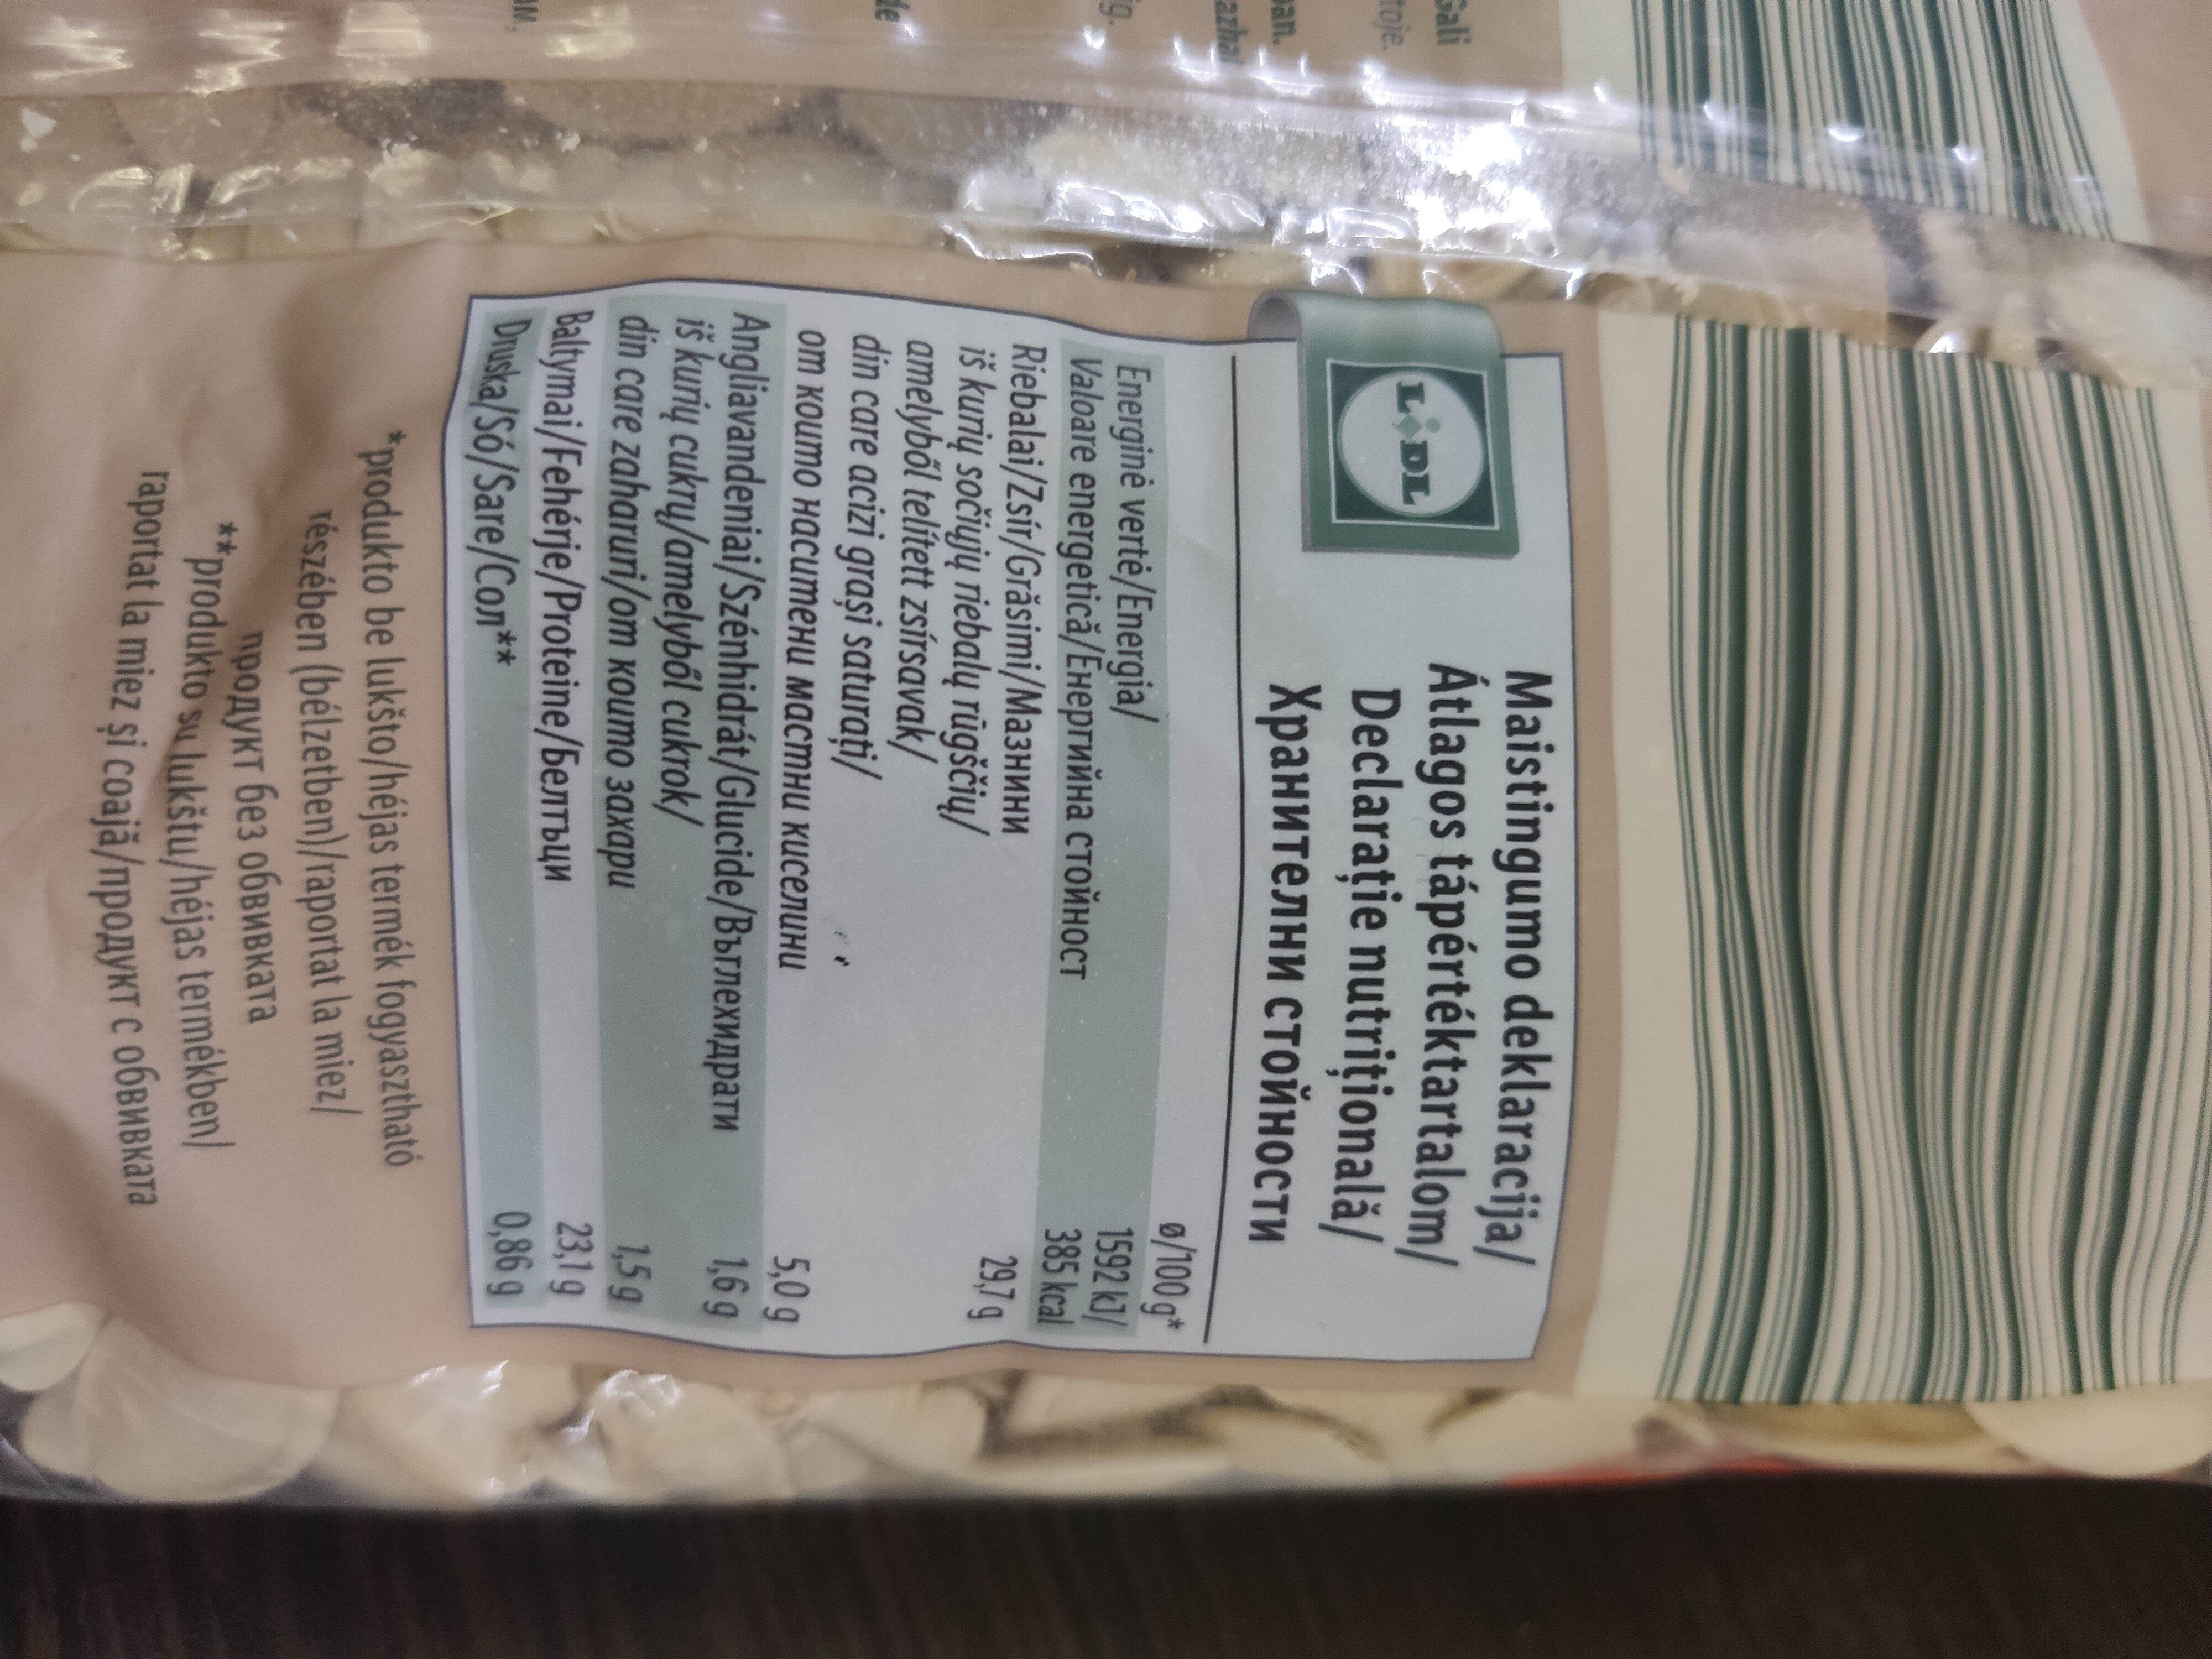 LIDL
Maistingumo deklaracija/
Átlagos tápértéktartalom/
Declarație nutrițională/
Хранителни стойности
ø/100 g*
Energinė vertė/Energia/ 1592 kJ/
Valoare energetică/Енергийна стойност 385 kcal
Riebalai/Zsír/Grăsimi/Мазнини 29,7 g
iš kurių sočiųjų riebalų rūgščių/
amelyből telített zsírsavak/
din care acizi grași saturați/
от които наситени мастни киселини 5,0 g
Angliavandeniai/Szénhidrát/Glucide/Въглехидрати 1,6 g
iš kurių cukrų/amelyből cukrok/
din care zaharuri/от които захари 1,5 g
Baltymai/Fehérje/Proteine/Белтъци 23,1 g
Druska/Só/Sare/Сол** 0,86 g
*produkto be lukšto/héjas termék fogyasztható
részében (bélzetben)/raportat la miez/
продукт без обвивката
**produkto su lukštu/héjas termékben/
raportat la miez și coajă/продукт с обвивката